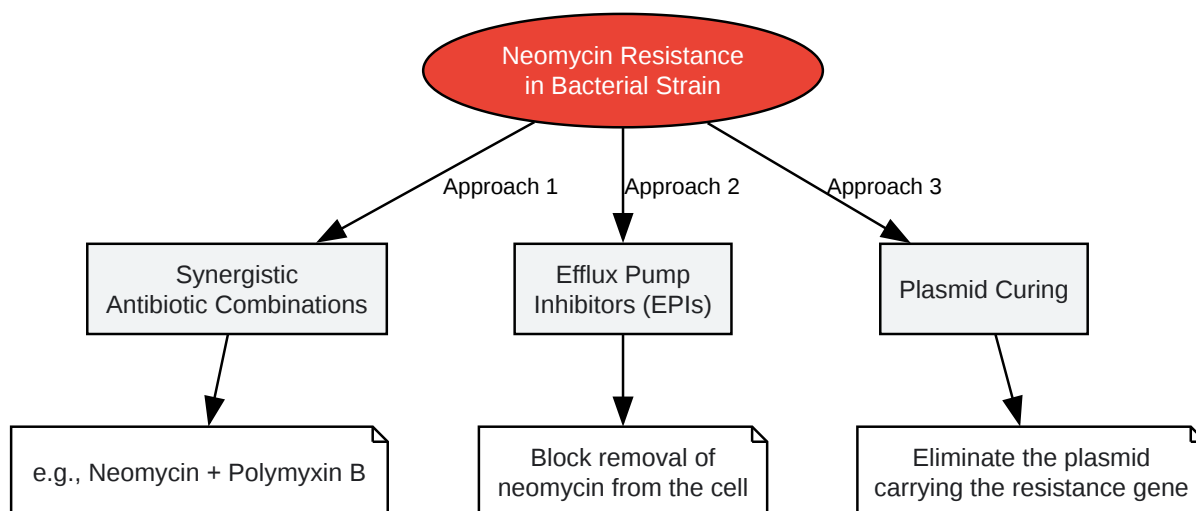 Neomycin Resistance
in Bacterial Strain
Approach 1
Approach 2
Approach 3
Synergistic
Antibiotic Combinations
Efflux Pump
Inhibitors (EPIs)
Plasmid Curing
e.g., Neomycin + Polymyxin B
Block removal of
neomycin from the cell
Eliminate the plasmid
carrying the resistance gene